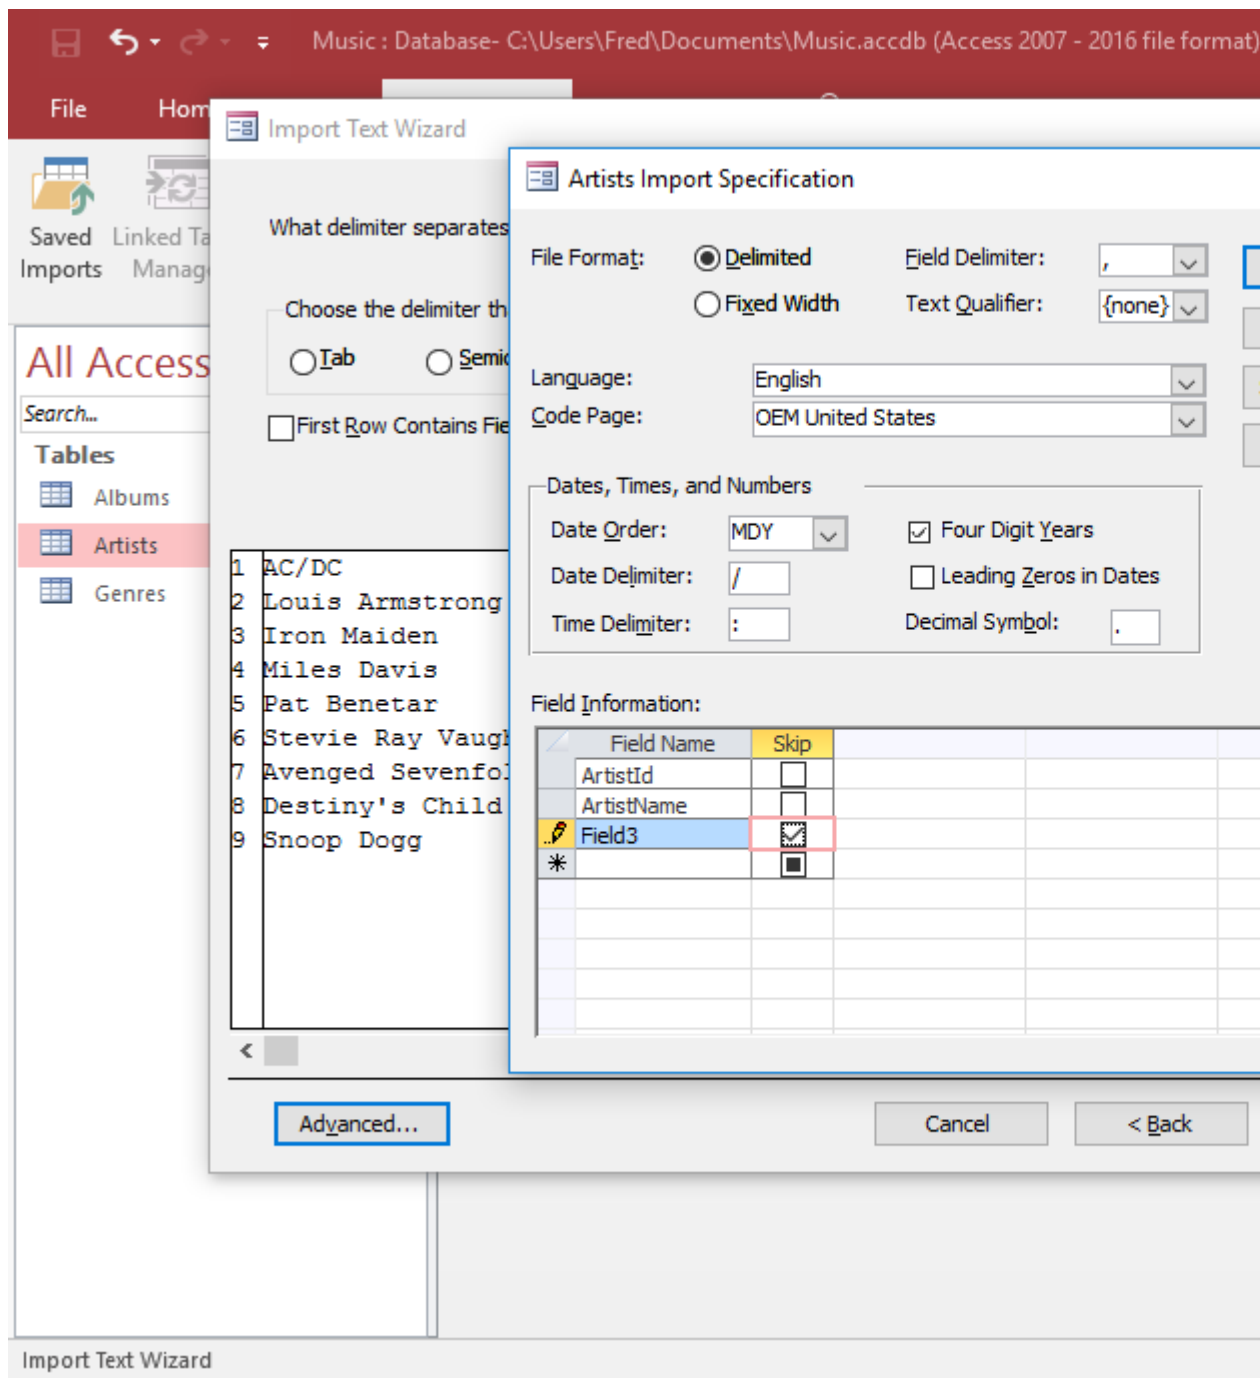 Music : Database- C:\Users\Fred\Documents\Music.accdb (Access 2007 - 2016 file format)
File
Import Text Wizard
Artists Import Specification
Saved Imports
Linked
What delimiter separates
File Format:
Delimited
Fixed Width
Field Delimiter: ,
Text Qualifier: {none}
Choose the delimiter
Tab
Language: English
Code Page: OEM United States
First Row Contains
All Access
Search...
Tables
Albums
Artists
Genres
Dates, Times, and Numbers
Date Order: MDY
Four Digit Years
Date Delimiter: /
Leading Zeros in Dates
Time Delimiter: :
Decimal Symbol: .
1 AC/DC
2 Louis Armstrong
3 Iron Maiden
4 Miles Davis
5 Pat Benetar
6 Stevie Ray
7 Avenged
8 Destiny's Child
9 Snoop Dogg
Field Information:
Field Name Skip
ArtistId
ArtistName
Field3
Advanced...
Cancel
< Back
Import Text Wizard